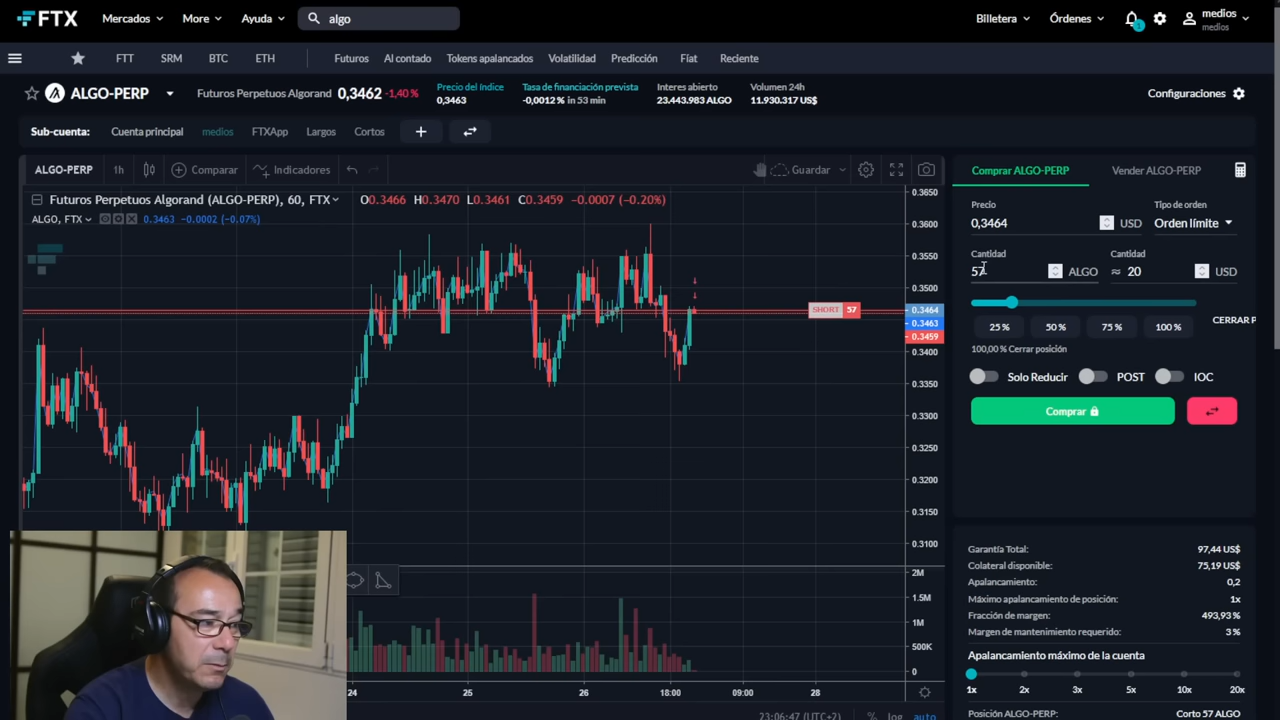 FTX Mercados More Ayuda algo Billetera Órdenes 1 medios
medios
FTT SRM BTC ETH Futuros Al contado Tokens apalancados Volatilidad Predicción Fíat Reciente
ALGO-PERP Futuros Perpetuos Algorand 0,3462 -1,40 %
Precio del Índice
0,3463
Tasa de financiación prevista
-0,0012 % in 53 min
Interes abierto
23.443.983 ALGO
Volumen 24h
11.930.317 US$
Configuraciones
Sub-cuenta: Cuenta principal medios FTXApp Largos Cortos
ALGO-PERP 1h Comparar Indicadores Guardar
Futuros Perpetuos Algorand (ALGO-PERP), 60, FTX O0.3466 H0.3470 L0.3461 C0.3459 -0.0007 (-0.20%)
ALGO, FTX 0.3463 -0.0002 (-0.07%)
0.3650
0.3600
0.3550
0.3500
SHORT 57
0.3464
0.3463
0.3459
0.3400
0.3350
0.3300
0.3250
0.3200
0.3150
0.3100
2M
1.5M
1M
500K
0
24 25 26 18:00 09:00 28
23:06:47 (UTC+2) % log auto
Comprar ALGO-PERP Vender ALGO-PERP
Precio Tipo de orden
0,3464 USD Orden límite
Cantidad Cantidad
57 ALGO ≈ 20 USD
25 % 50 % 75 % 100 % CERRAR P
100,00 % Cerrar posición
Solo Reducir POST IOC
Comprar
Garantía Total: 97,44 US$
Colateral disponible: 75,19 US$
Apalancamiento: 0,2
Máximo apalancamiento de posición: 1x
Fracción de margen: 493,93 %
Margen de mantenimiento requerido: 3 %
Apalancamiento máximo de la cuenta
1x 2x 3x 5x 10x 20x
Posición ALGO-PERP: Corto 57 ALGO